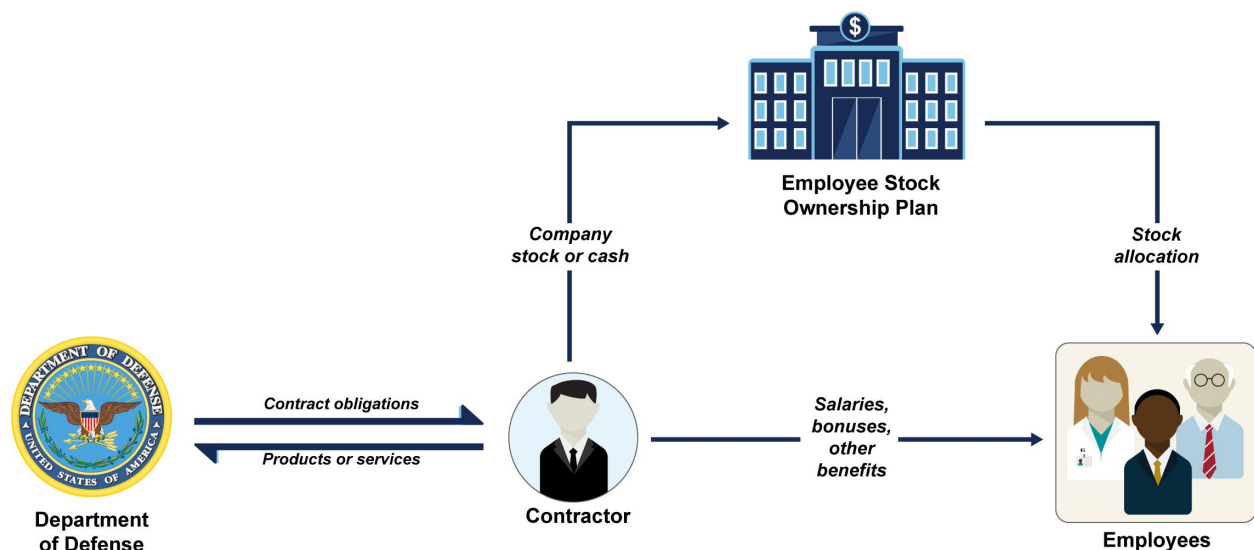 $
Employee Stock
Ownership Plan
Company
stock or cash
Stock
allocation
DEPARTMENT OF DEFENSE
UNITED STATES OF AMERICA
Contract obligations
Products or services
Salaries,
bonuses,
other
benefits
Department
of Defense
Contractor
Employees